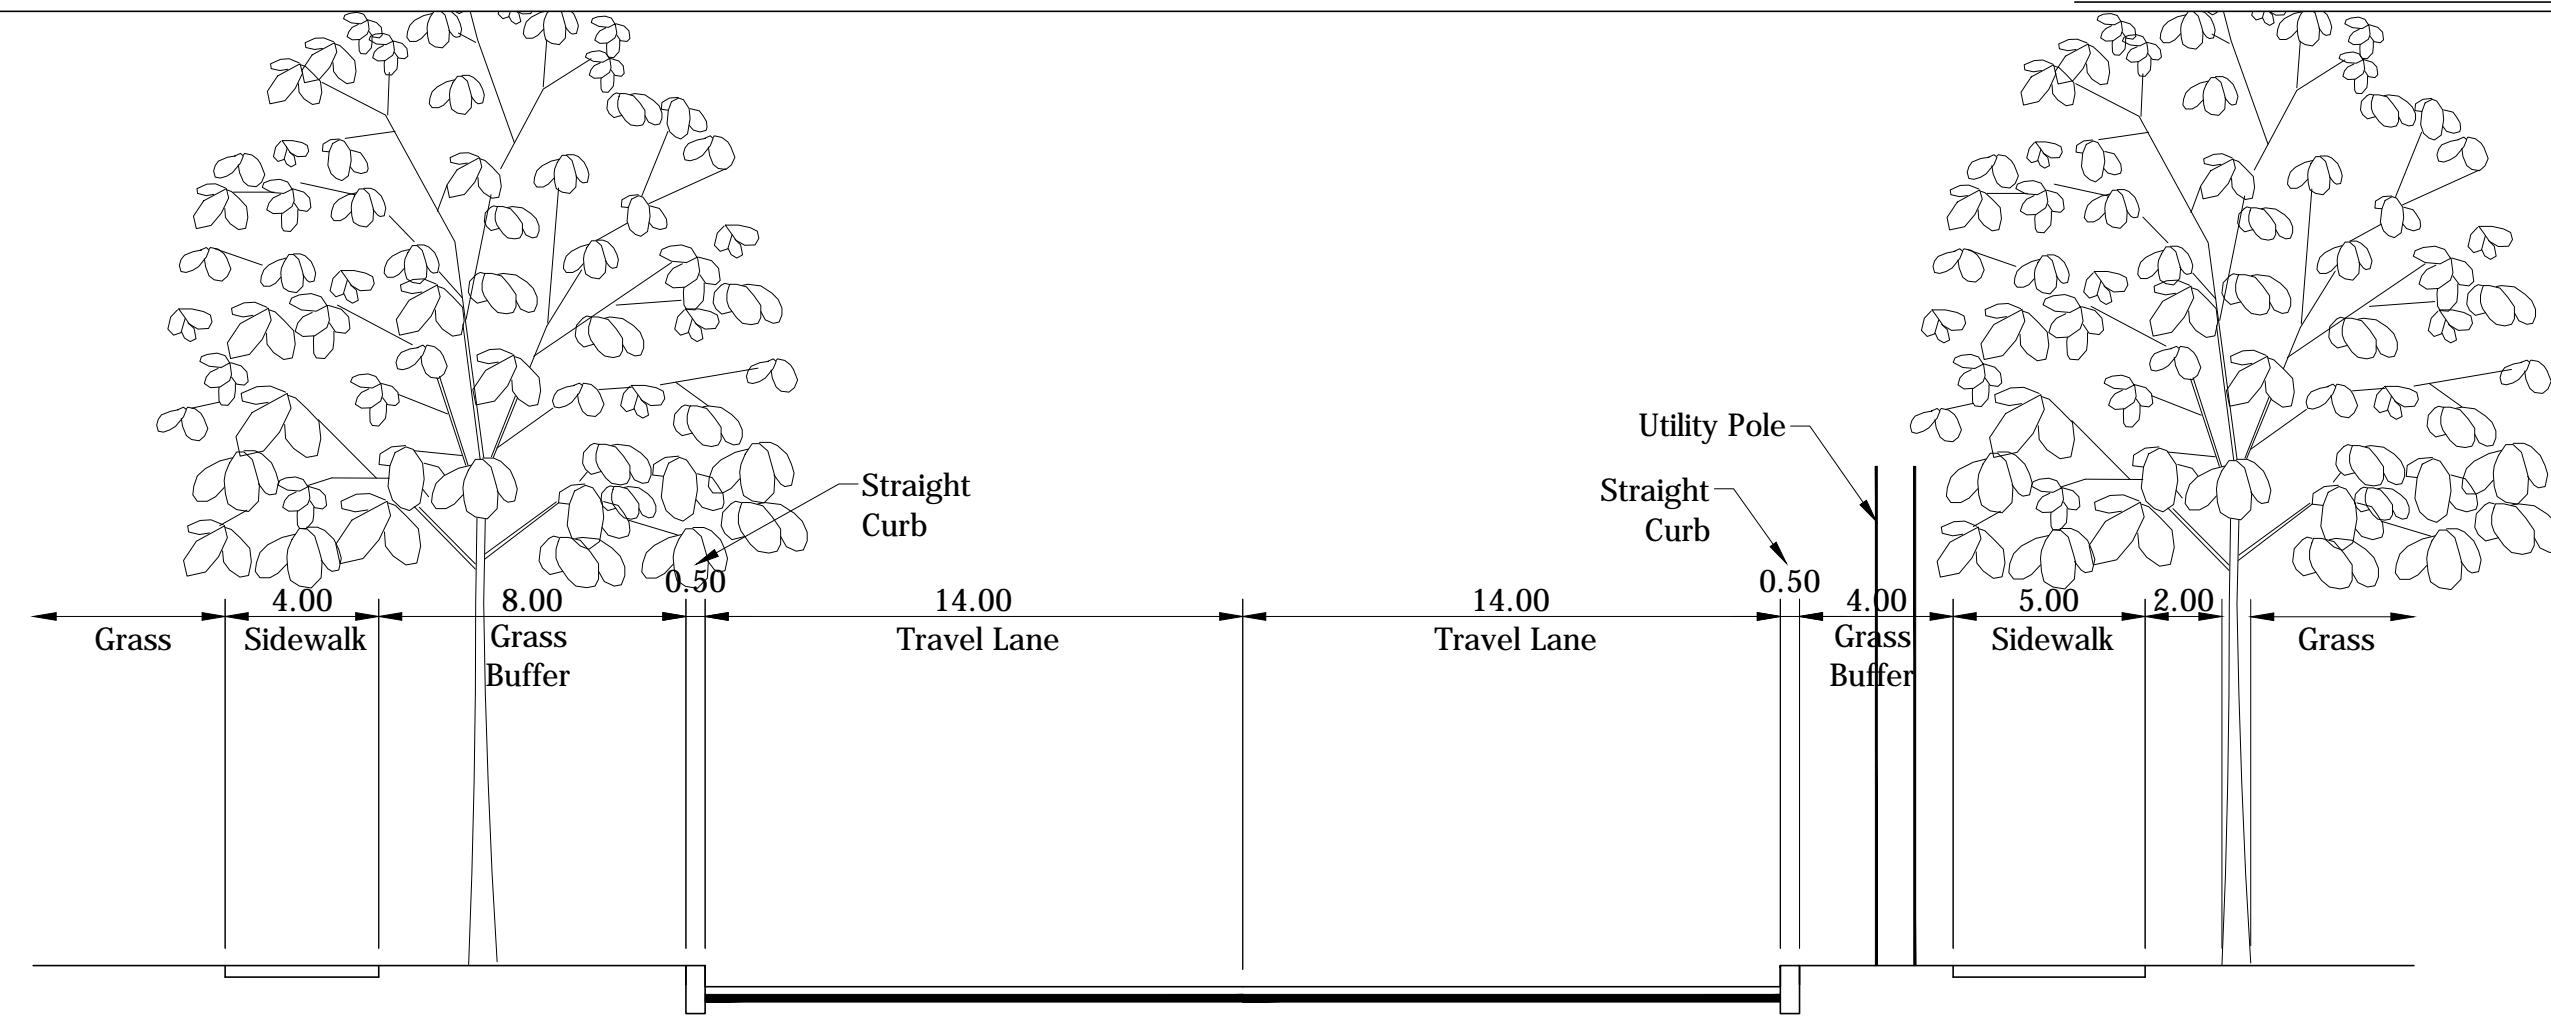 Utility Pole
Straight
Curb
Straight
Curb
0.50
0.50
4.00
8.00
14.00
14.00
4.00
5.00
2.00
Grass
Sidewalk
Grass
Buffer
Travel Lane
Travel Lane
Grass
Buffer
Sidewalk
Grass